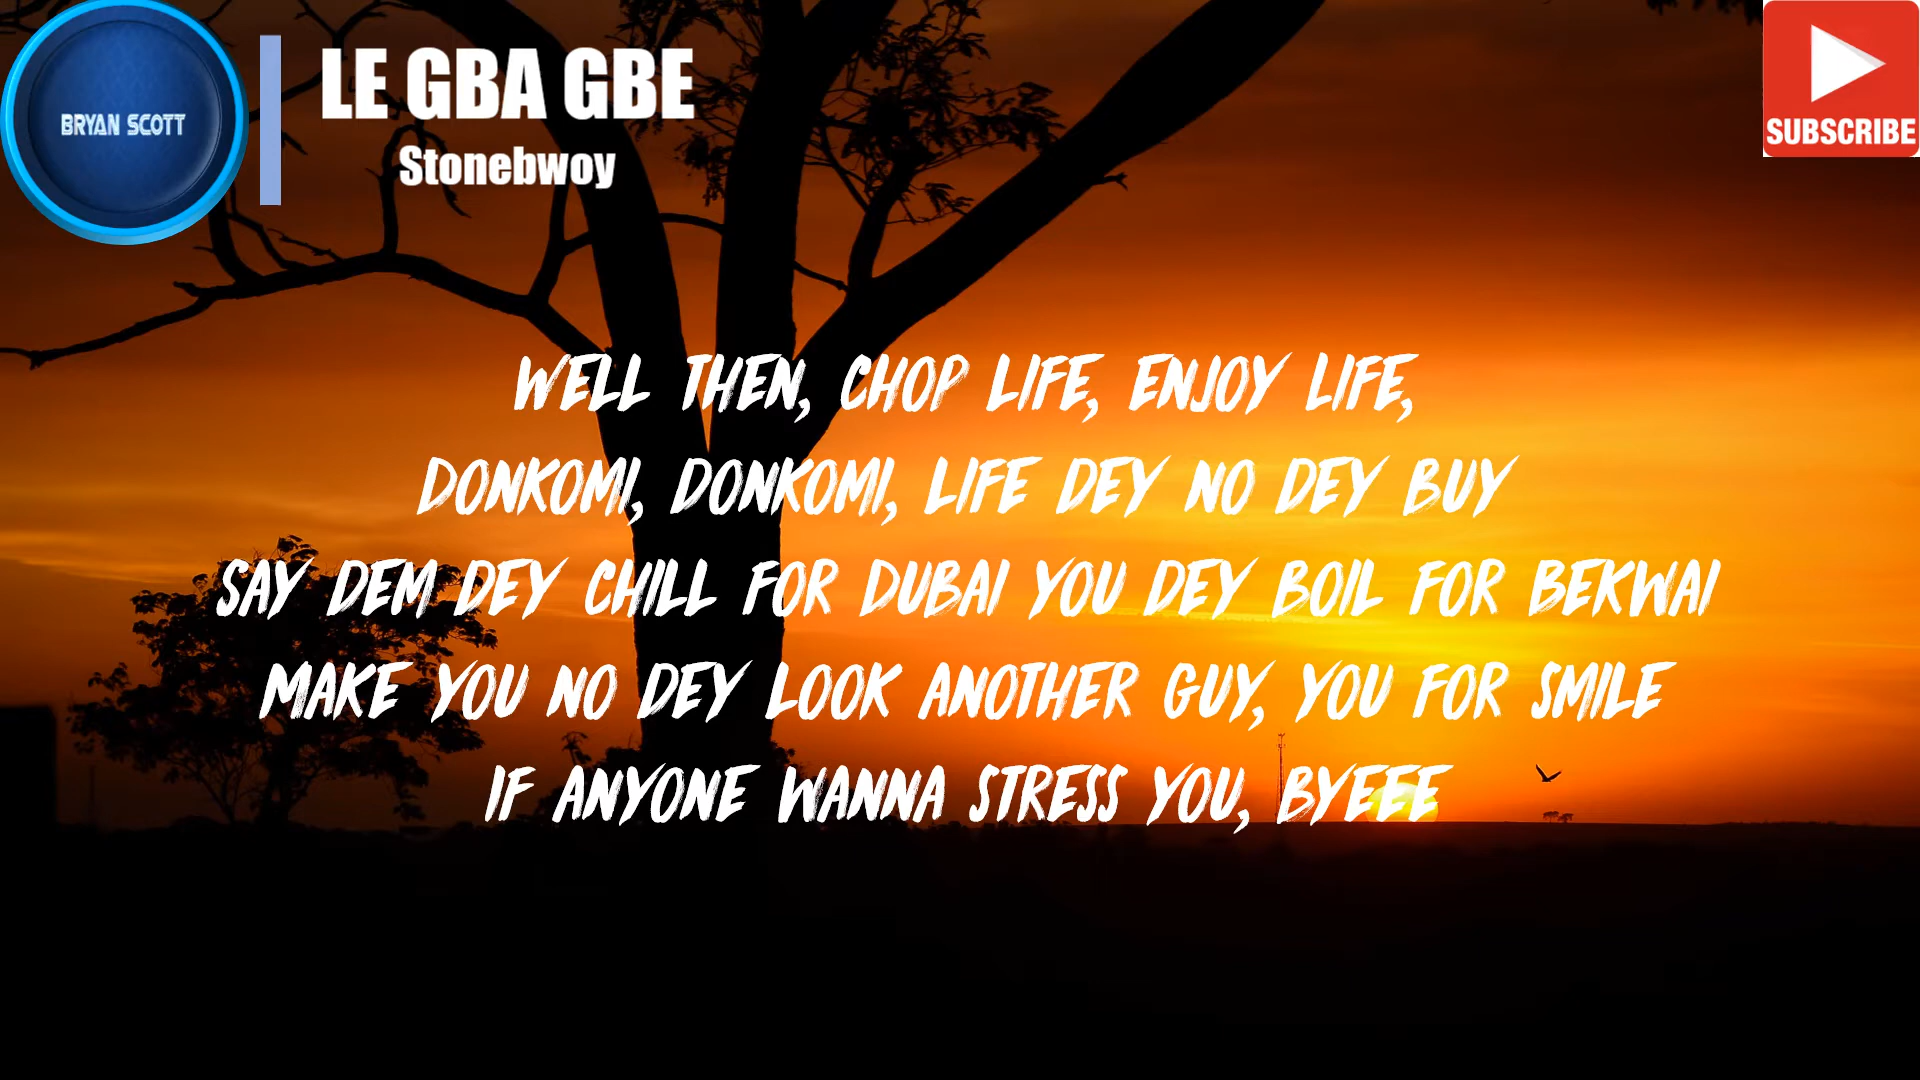 BRYAN SCOTT
LE GBA GBE
Stonebwoy
SUBSCRIBE
WELL THEN, CHOP LIFE, ENJOY LIFE,
DONKOMI, DONKOMI, LIFE DEY NO DEY BUY
SAY DEM DEY CHILL FOR DUBAI YOU DEY BOIL FOR BEKWAI
MAKE YOU NO DEY LOOK ANOTHER GUY, YOU FOR SMILE
IF ANYONE WANNA STRESS YOU, BYEEE